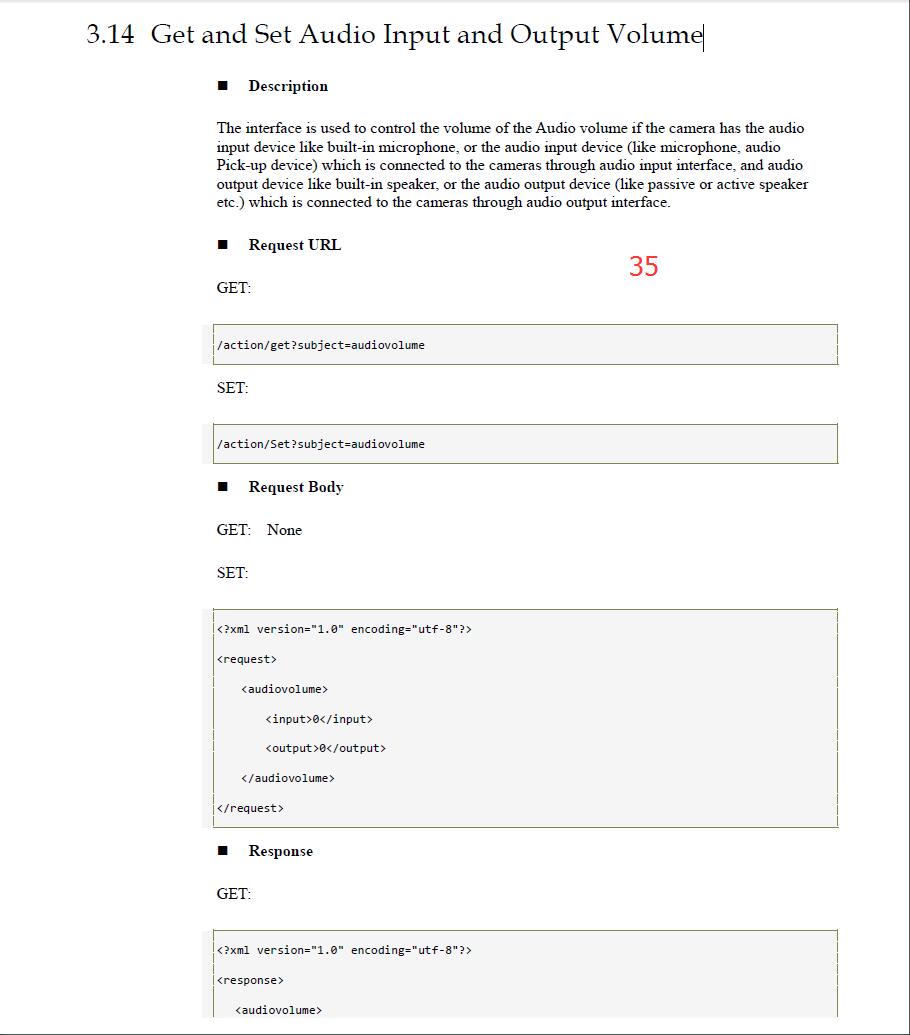 3.14 Get and Set Audio Input and Output Volume
■ Description
The interface is used to control the volume of the Audio volume if the camera has the audio
input device like built-in microphone, or the audio input device (like microphone, audio
Pick-up device) which is connected to the cameras through audio input interface, and audio
output device like built-in speaker, or the audio output device (like passive or active speaker
etc.) which is connected to the cameras through audio output interface.
■ Request URL
35
GET:
/action/get?subject=audiovolume
SET:
/action/Set?subject=audiovolume
■ Request Body
GET: None
SET:
<?xml version="1.0" encoding="utf-8"?>
<request>
<audiovolume>
<input>0</input>
<output>0</output>
</audiovolume>
</request>
■ Response
GET:
<?xml version="1.0" encoding="utf-8"?>
<response>
<audiovolume>